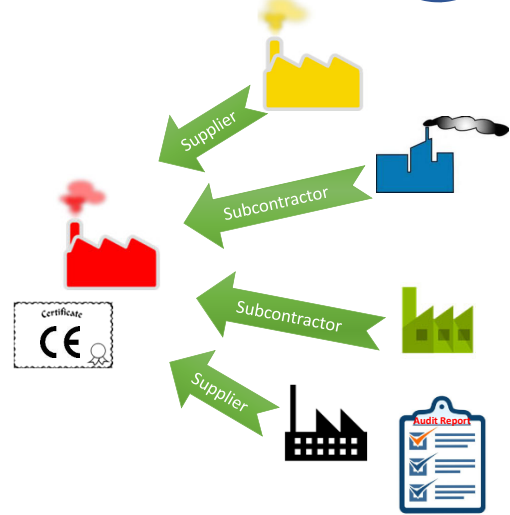 Supplier
Subcontractor
Certificate
CE
Subcontractor
Supplier
Audit Report